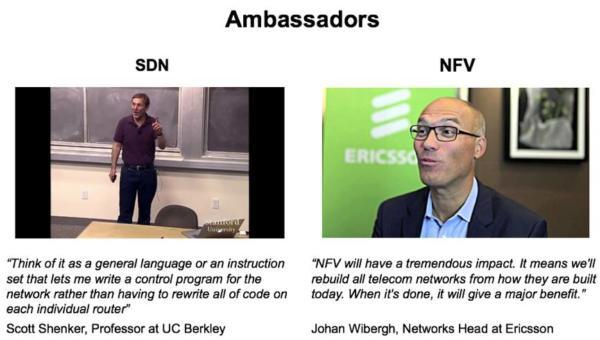 Ambassadors
SDN
NFV
ERICSSON
Stanford
University
“Think of it as a general language or an instruction
set that lets me write a control program for the
network rather than having to rewrite all of code on
each individual router”
Scott Shenker, Professor at UC Berkley
“NFV will have a tremendous impact. It means we'll
rebuild all telecom networks from how they are built
today. When it's done, it will give a major benefit.”
Johan Wibergh, Networks Head at Ericsson